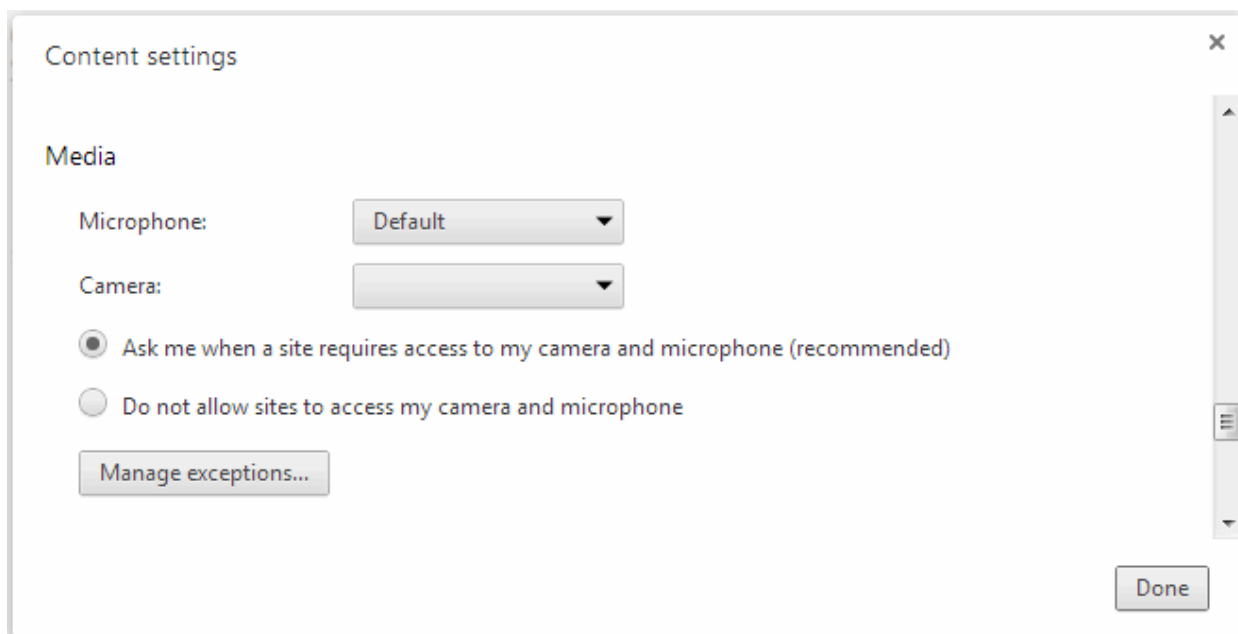 Content settings
Media
Microphone: Default
Camera:
Ask me when a site requires access to my camera and microphone (recommended)
Do not allow sites to access my camera and microphone
Manage exceptions...
Done